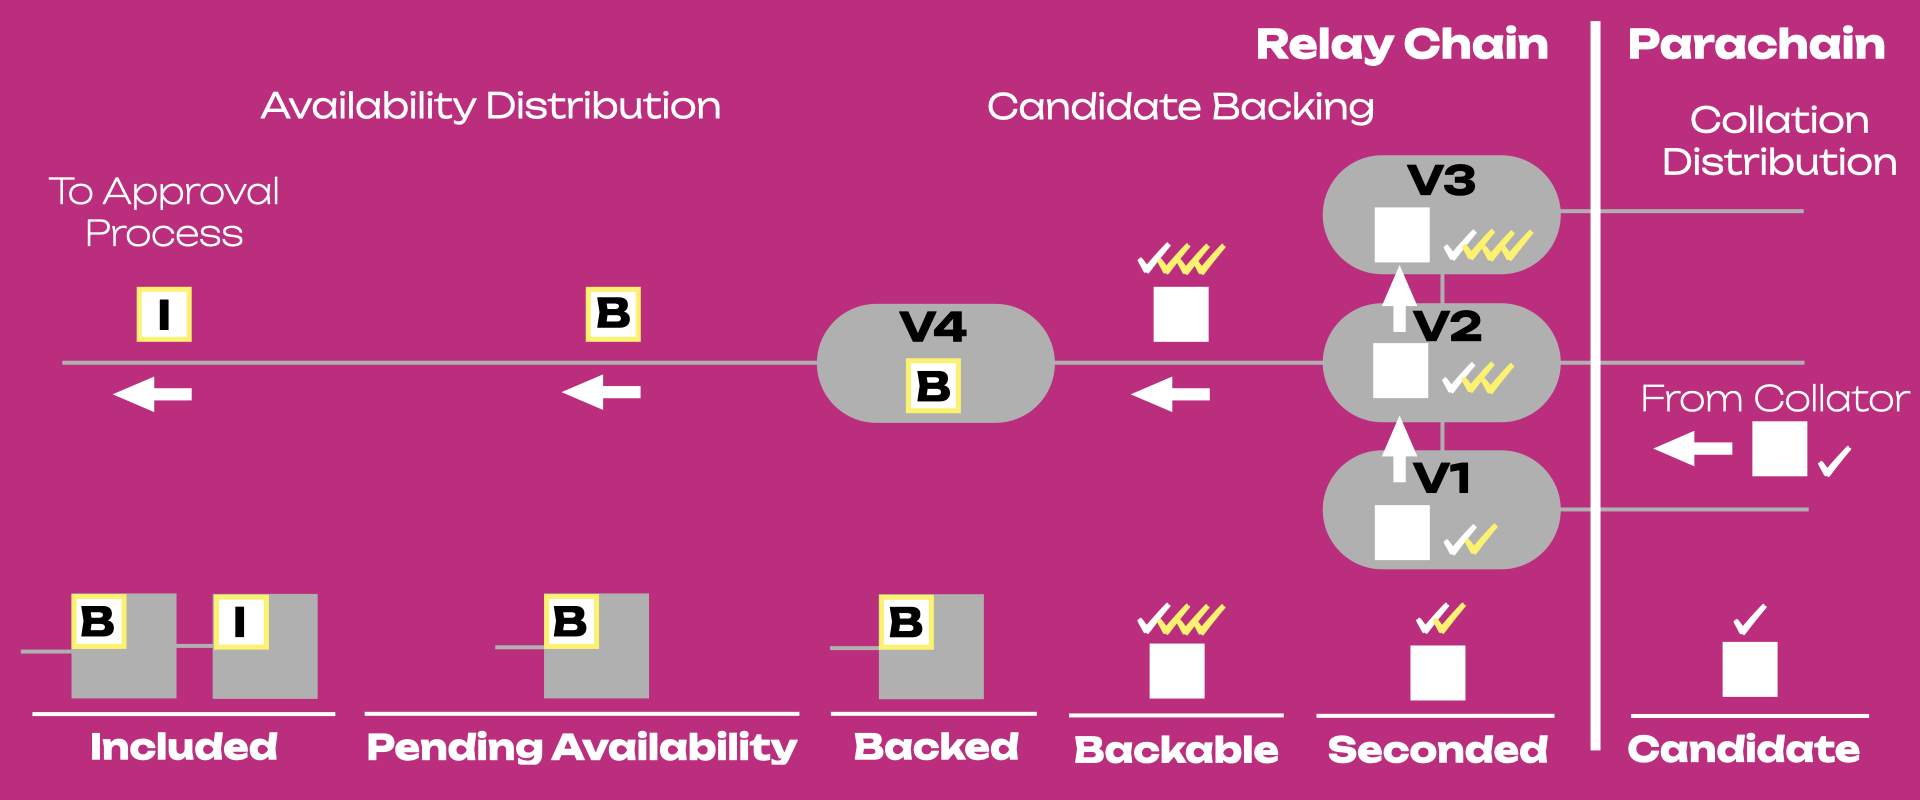 Relay Chain
Parachain
Availability Distribution
Candidate Backing
Collation
Distribution
To Approval
Process
V3
I
B
V4
B
V2
From Collator
V1
B
I
B
B
Included
Pending Availability
Backed
Backable
Seconded
Candidate